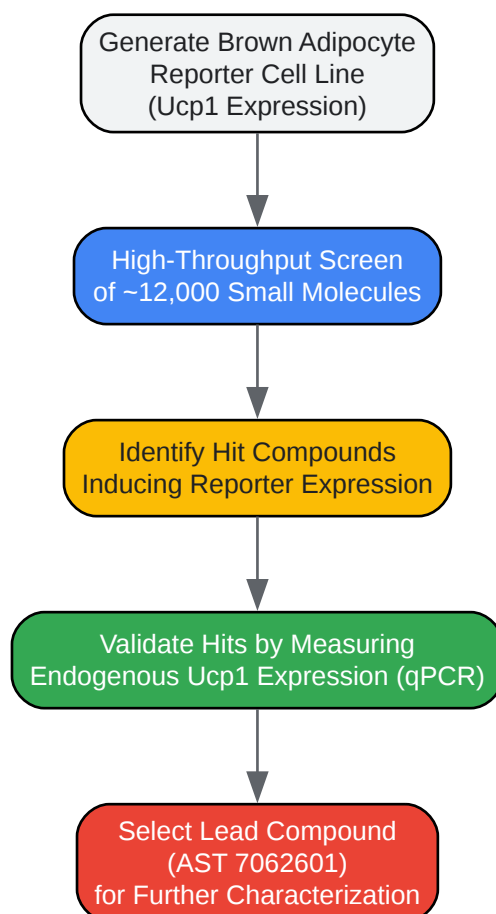 Generate Brown Adipocyte
Reporter Cell Line
(Ucp1 Expression)
High-Throughput Screen
of ~12,000 Small Molecules
Identify Hit Compounds
Inducing Reporter Expression
Validate Hits by Measuring
Endogenous Ucp1 Expression (qPCR)
Select Lead Compound
(AST 7062601)
for Further Characterization